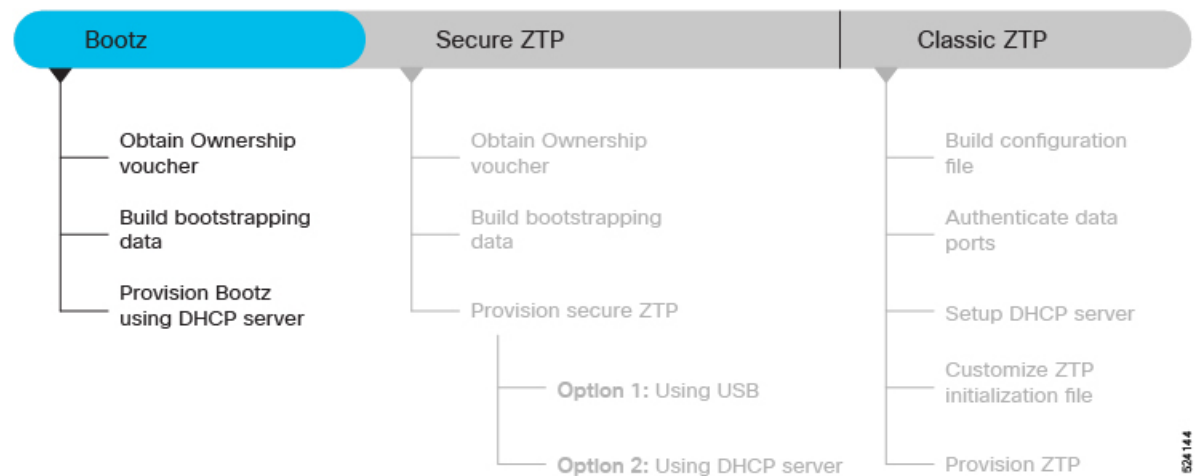 Bootz
Secure ZTP
Classic ZTP
Obtain Ownership
voucher
Build bootstrapping
data
Provision Bootz
using DHCP server
Obtain Ownership
voucher
Build bootstrapping
data
Provision secure ZTP
Option 1: Using USB
Option 2: Using DHCP server
Build configuration
file
Authenticate data
ports
Setup DHCP server
Customize ZTP
initialization file
Provision ZTP
524144